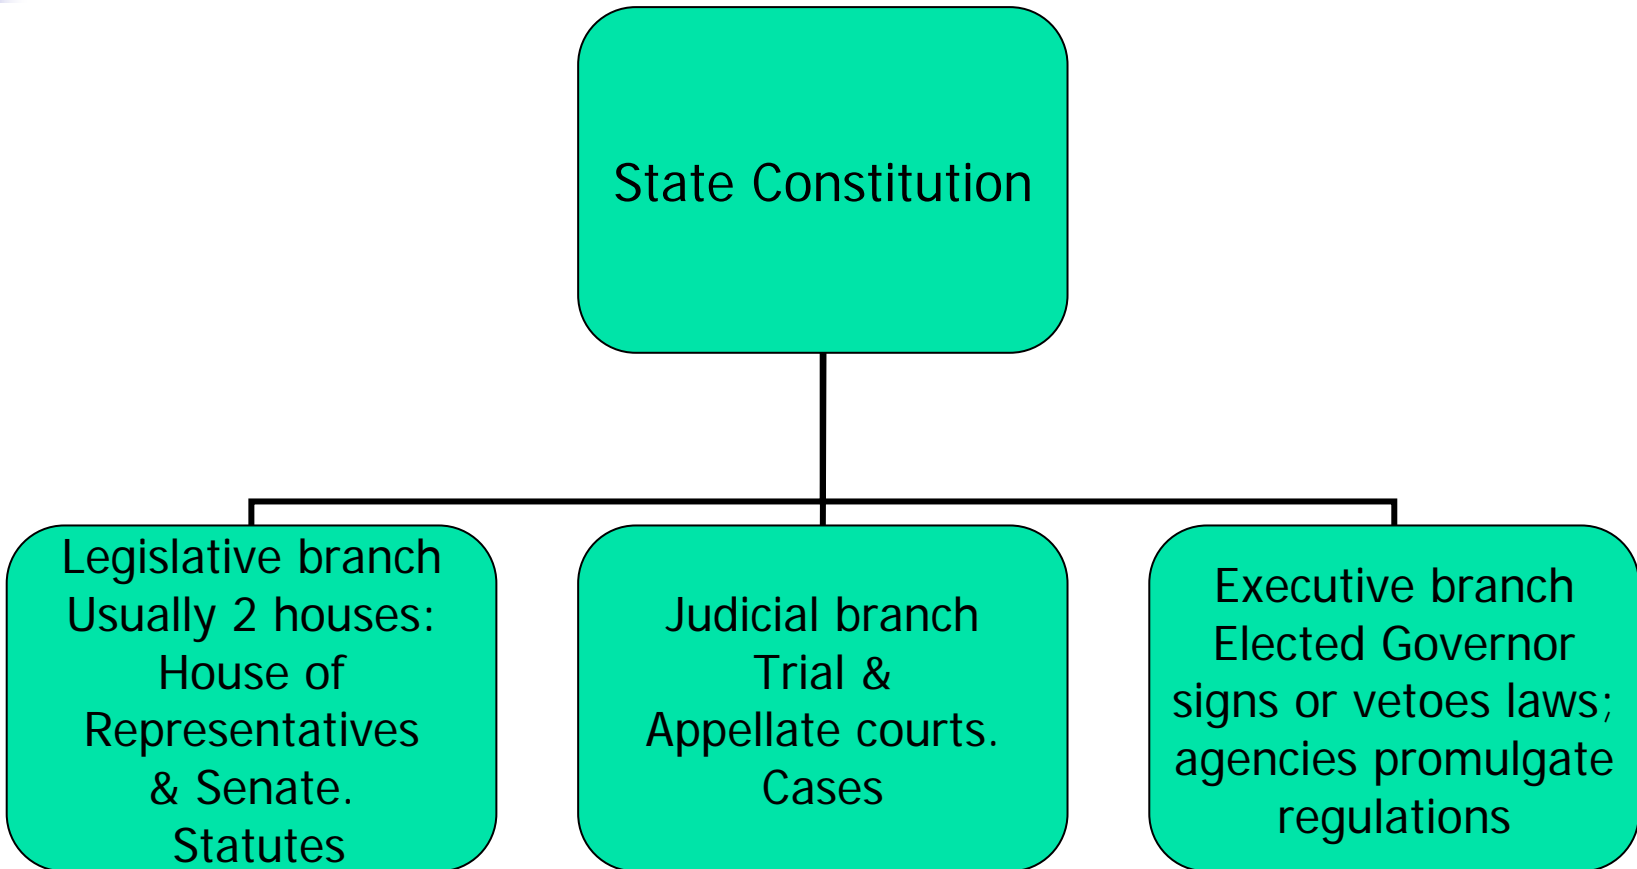 State Constitution
Legislative branch
Usually 2 houses:
House of
Representatives
& Senate.
Statutes
Judicial branch
Trial &
Appellate courts.
Cases
Executive branch
Elected Governor
signs or vetoes laws;
agencies promulgate
regulations